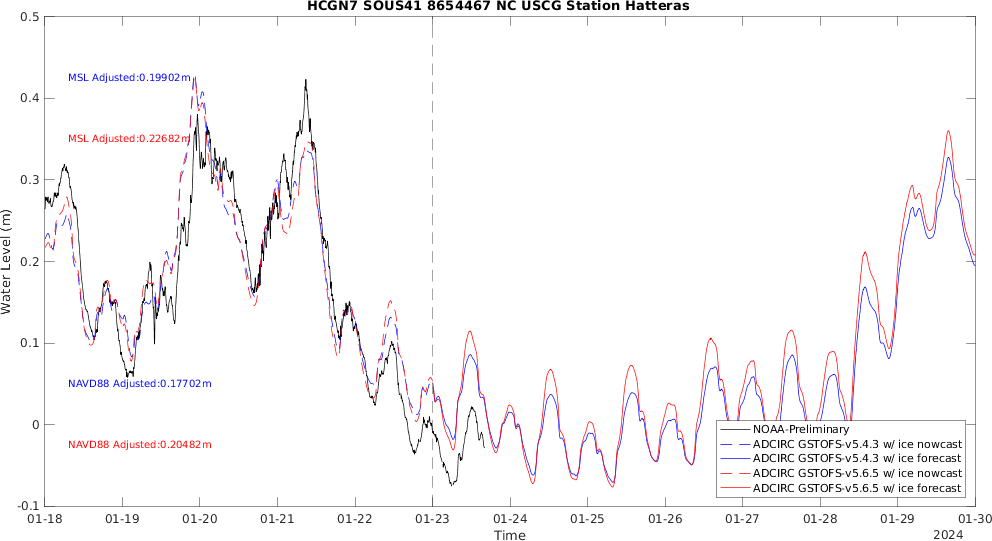 HCGN7 SOUS41 8654467 NC USCG Station Hatteras
0.5
0.4
0.3
0.2
0.1
0
-0.1
Water Level (m)
MSL Adjusted:0.19902m
MSL Adjusted:0.22682m
NAVD88 Adjusted:0.17702m
NAVD88 Adjusted:0.20482m
NOAA-Preliminary
ADCIRC GSTOFS-v5.4.3 w/ ice nowcast
ADCIRC GSTOFS-v5.4.3 w/ ice forecast
ADCIRC GSTOFS-v5.6.5 w/ ice nowcast
ADCIRC GSTOFS-v5.6.5 w/ ice forecast
01-18 01-19 01-20 01-21 01-22 01-23 01-24 01-25 01-26 01-27 01-28 01-29 01-30
Time
2024